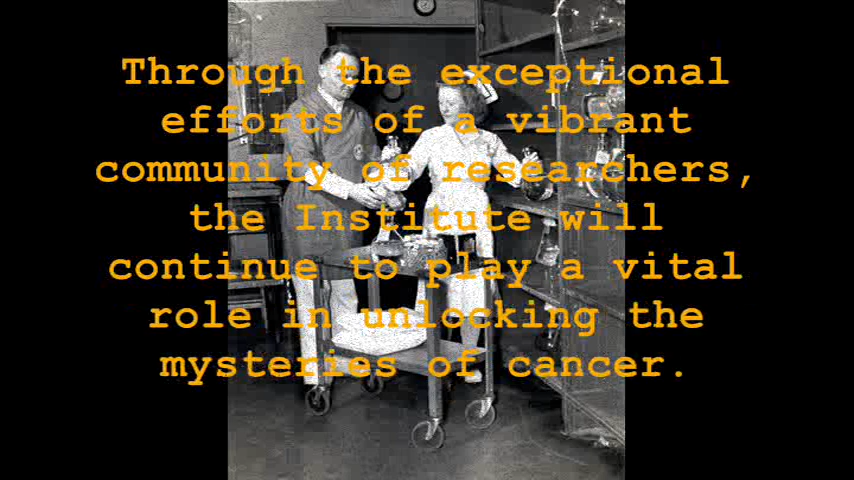 Through the exceptional
efforts of a vibrant
community of researchers,
the Institute will
continue to play a vital
role in unlocking the
mysteries of cancer.